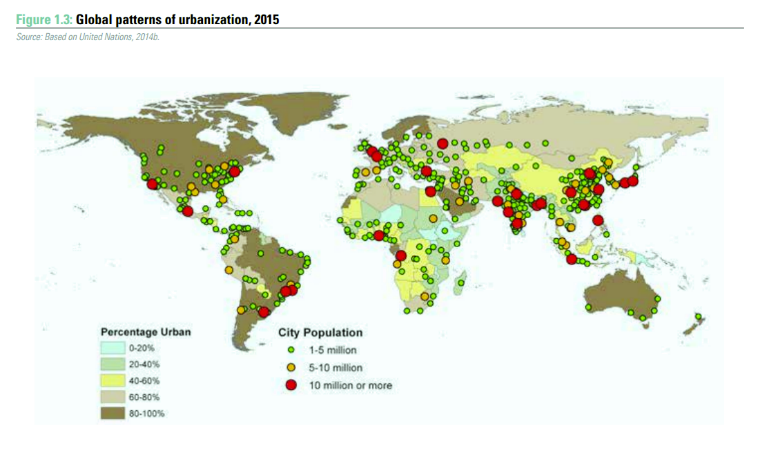 Figure 1.3: Global patterns of urbanization, 2015
Source: Based on United Nations, 2014b.
Percentage Urban
0-20%
20-40%
40-60%
60-80%
80-100%
City Population
1-5 million
5-10 million
10 million or more